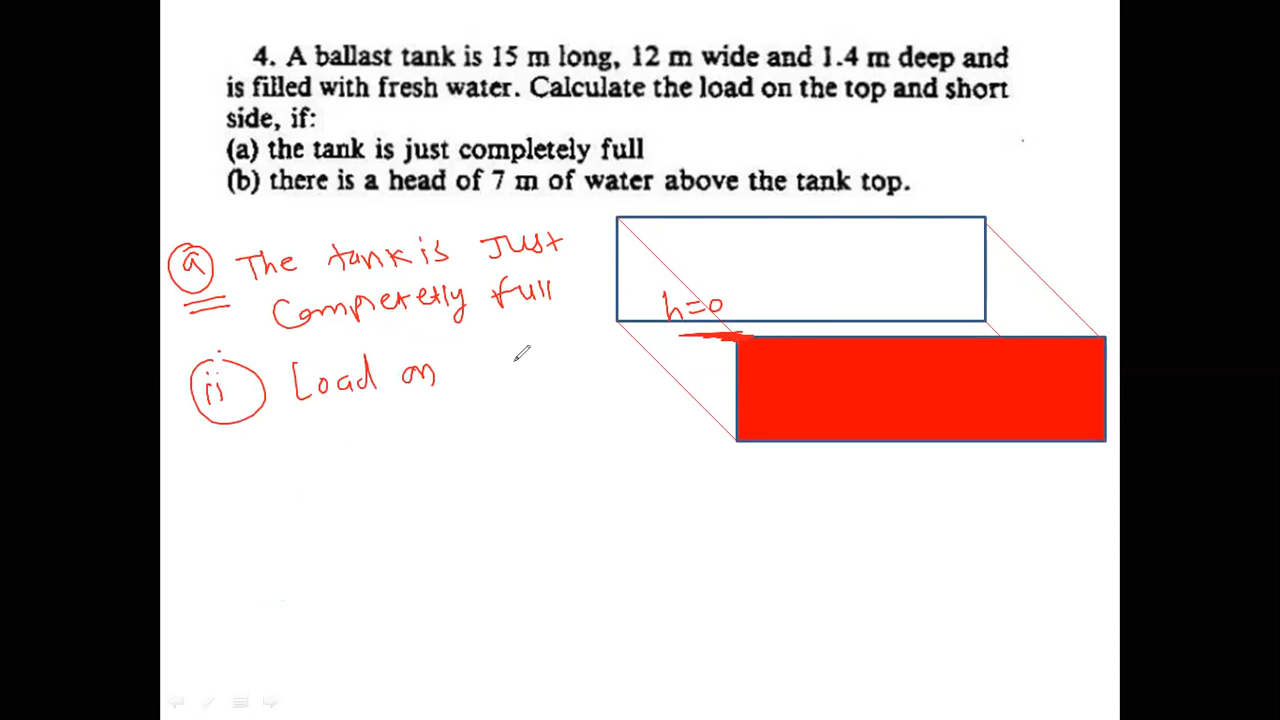 4. A ballast tank is 15 m long, 12 m wide and 1.4 m deep and
is filled with fresh water. Calculate the load on the top and short
side, if:
(a) the tank is just completely full
(b) there is a head of 7 m of water above the tank top.
a The tank is Just
Competetly full
h=0
ii Load on